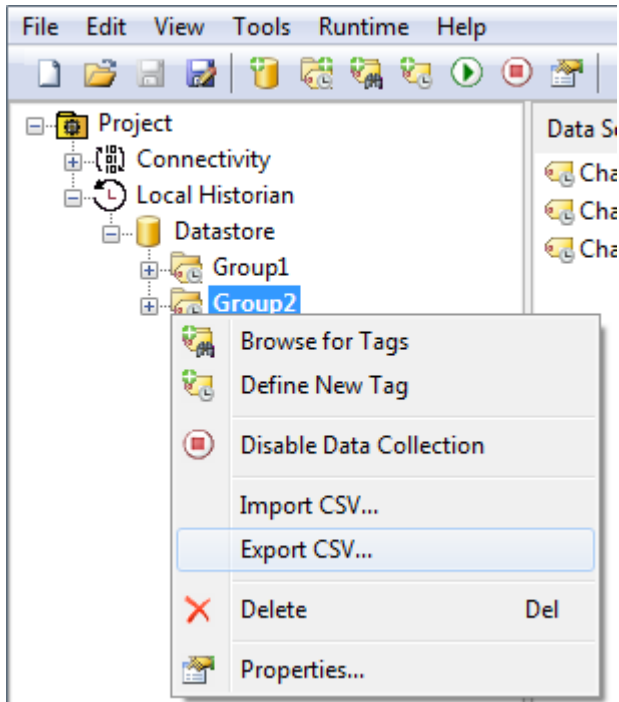 File Edit View Tools Runtime Help
Project
Connectivity
Local Historian
Datastore
Group1
Group2
Data S
Cha
Cha
Cha
Browse for Tags
Define New Tag
Disable Data Collection
Import CSV...
Export CSV...
Delete Del
Properties...